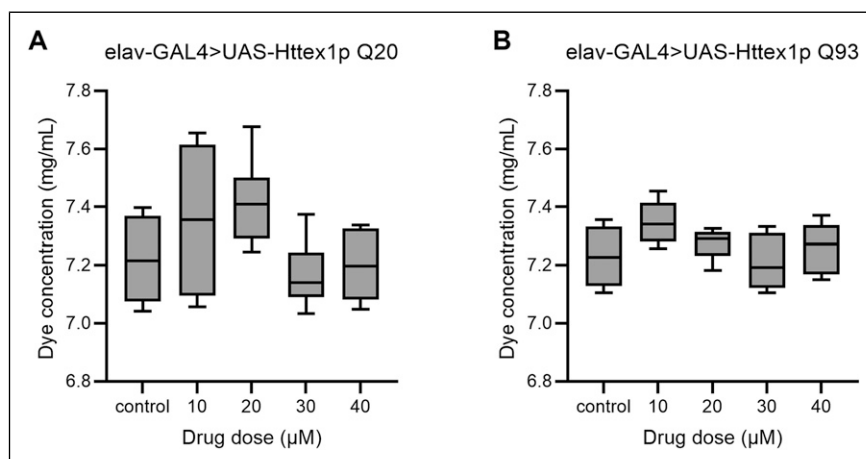 A
elav-GAL4>UAS-Httex1p Q20
Dye concentration (mg/mL)
7.8
7.6
7.4
7.2
7.0
6.8
control 10 20 30 40
Drug dose (µM)
B
elav-GAL4>UAS-Httex1p Q93
Dye concentration (mg/mL)
7.8
7.6
7.4
7.2
7.0
6.8
control 10 20 30 40
Drug dose (µM)